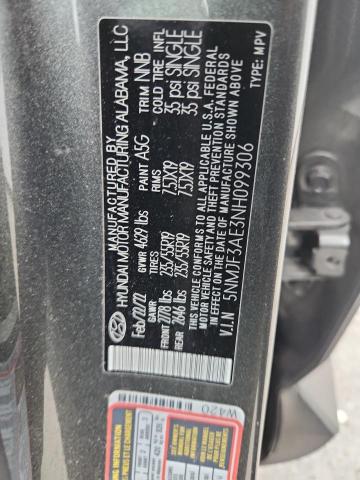 MANUFACTURED BY
HYUNDAI MOTOR MANUFACTURING ALABAMA, LLC
Feb/02/22 GVWR 4629 lbs PAINT A5G TRIM NNB
GAWR TIRES RIMS COLD TIRE INFL
FRONT 2778 lbs 235/55R19 7.5JX19 35 psi SINGLE
REAR 2646 lbs 235/55R19 7.5JX19 35 psi SINGLE
THIS VEHICLE CONFORMS TO ALL APPLICABLE U.S.A. FEDERAL
MOTOR VEHICLE SAFETY, AND THEFT PREVENTION STANDARDS
IN EFFECT ON THE DATE OF MANUFACTURE SHOWN ABOVE
V.I.N 5NMJF3AE3NH099306 TYPE: MPV
W420